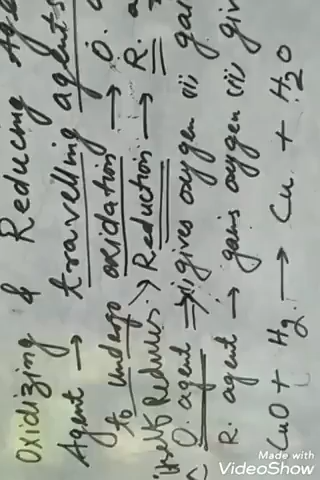 Oxidizing & Reducing Age
Agent → travelling agents
to undergo oxidation → O.
itself Reduces. > Reduction → R. a
O. agent ⇒ (i) gives oxygen (ii) gai
R. agent → gains oxygen (ii) giv
CuO + H2 → Cu + H2O
Made with
VideoShow